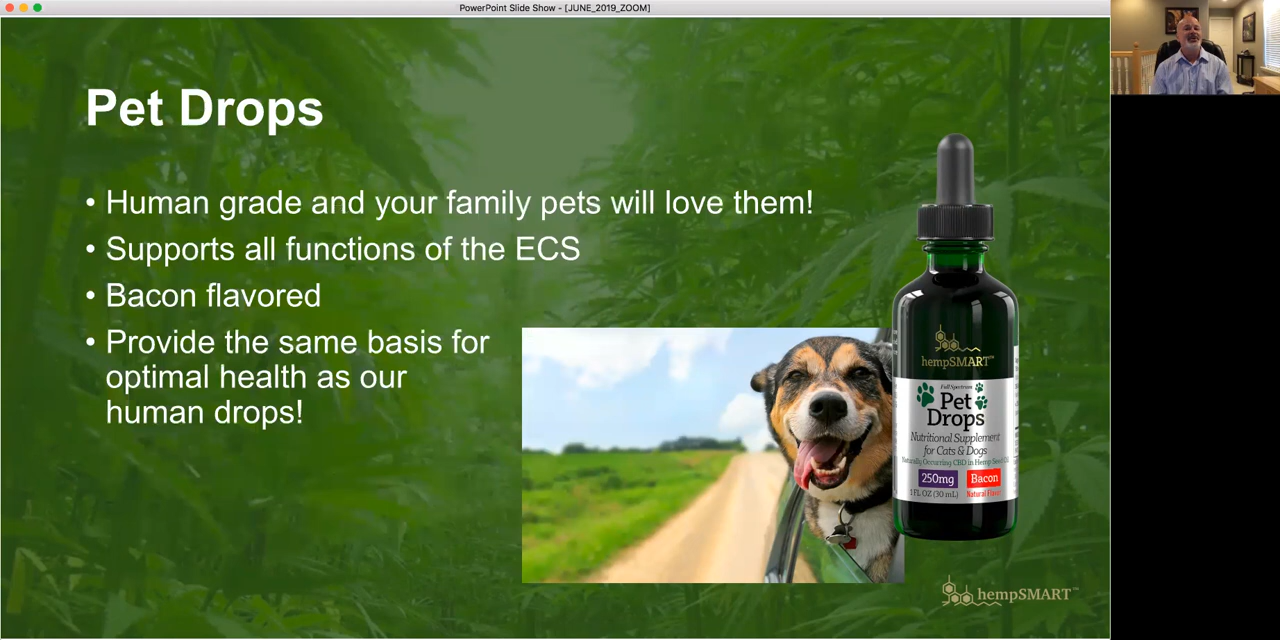 PowerPoint Slide Show - [JUNE_2019_ZOOM]
Pet Drops
• Human grade and your family pets will love them!
• Supports all functions of the ECS
• Bacon flavored
• Provide the same basis for
optimal health as our
human drops!
hempSMART™
Full Spectrum
Pet
Drops
Nutritional Supplement
for Cats & Dogs
Naturally Occurring CBD in Hemp Seed Oil
250mg Bacon
1 FL OZ (30 mL) Natural Flavor
hempSMART™